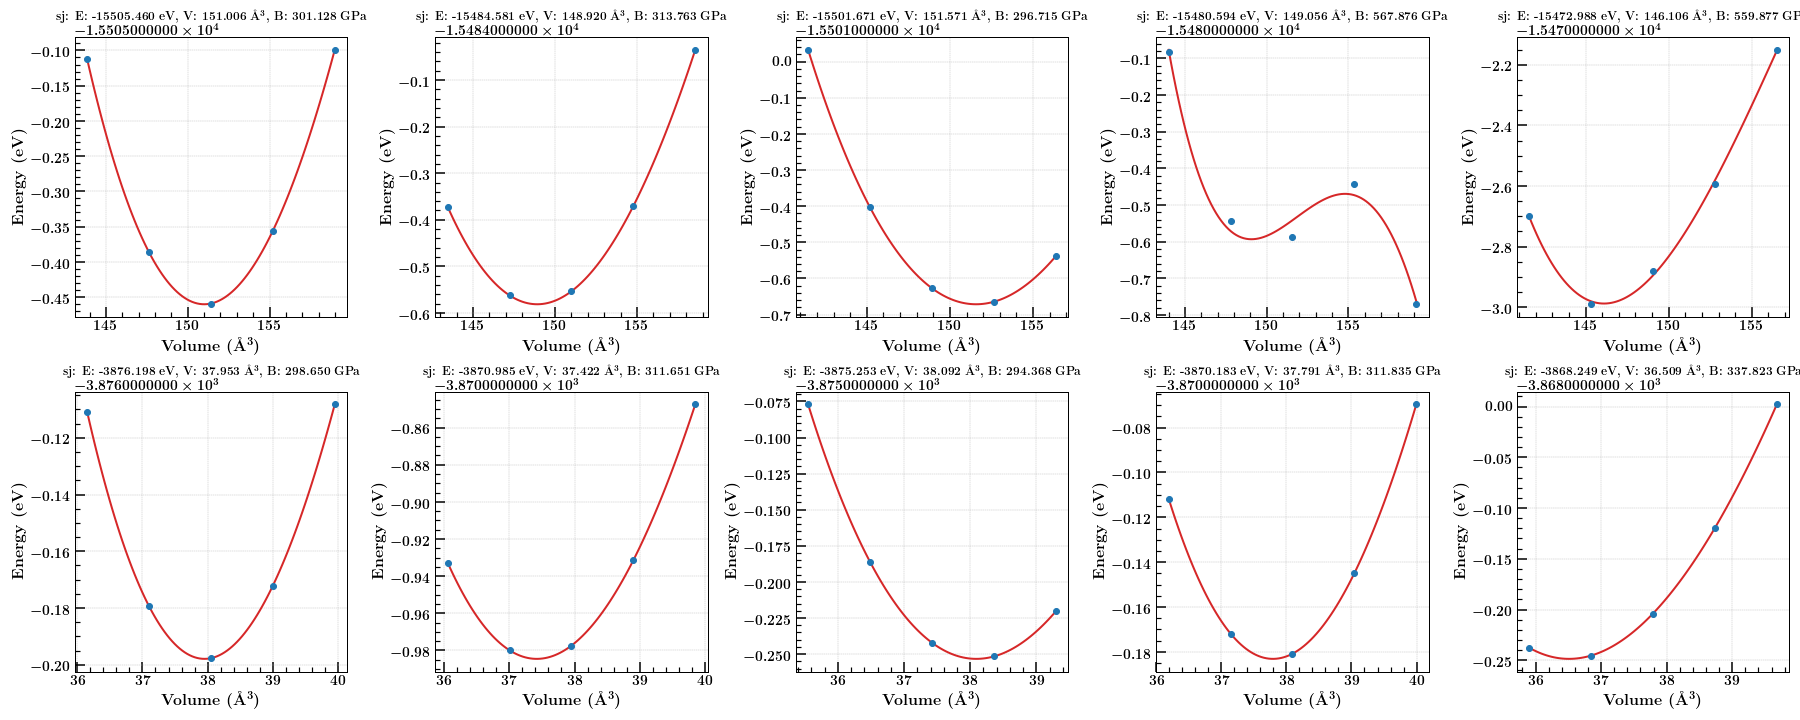 sj: E: -15505.460 eV, V: 151.006 Å³, B: 301.128 GPa
−1.5505000000 × 10⁴
−0.10
−0.15
−0.20
−0.25
−0.30
−0.35
−0.40
−0.45
145
150
155
Energy (eV)
Volume (Å³)
sj: E: -15484.581 eV, V: 148.920 Å³, B: 313.763 GPa
−1.5484000000 × 10⁴
−0.1
−0.2
−0.3
−0.4
−0.5
−0.6
145
150
155
Energy (eV)
Volume (Å³)
sj: E: -15501.671 eV, V: 151.571 Å³, B: 296.715 GPa
−1.5501000000 × 10⁴
0.0
−0.1
−0.2
−0.3
−0.4
−0.5
−0.6
−0.7
145
150
155
Energy (eV)
Volume (Å³)
sj: E: -15480.594 eV, V: 149.056 Å³, B: 567.876 GPa
−1.5480000000 × 10⁴
−0.1
−0.2
−0.3
−0.4
−0.5
−0.6
−0.7
−0.8
145
150
155
Energy (eV)
Volume (Å³)
sj: E: -15472.988 eV, V: 146.106 Å³, B: 559.877 GPa
−1.5470000000 × 10⁴
−2.2
−2.4
−2.6
−2.8
−3.0
145
150
155
Energy (eV)
Volume (Å³)
sj: E: -3876.198 eV, V: 37.953 Å³, B: 298.650 GPa
−3.8760000000 × 10³
−0.12
−0.14
−0.16
−0.18
−0.20
36
37
38
39
40
Energy (eV)
Volume (Å³)
sj: E: -3870.985 eV, V: 37.422 Å³, B: 311.651 GPa
−3.8700000000 × 10³
−0.86
−0.88
−0.90
−0.92
−0.94
−0.96
−0.98
36
37
38
39
40
Energy (eV)
Volume (Å³)
sj: E: -3875.253 eV, V: 38.092 Å³, B: 294.368 GPa
−3.8750000000 × 10³
−0.075
−0.100
−0.125
−0.150
−0.175
−0.200
−0.225
−0.250
36
37
38
39
Energy (eV)
Volume (Å³)
sj: E: -3870.183 eV, V: 37.791 Å³, B: 311.835 GPa
−3.8700000000 × 10³
−0.08
−0.10
−0.12
−0.14
−0.16
−0.18
36
37
38
39
40
Energy (eV)
Volume (Å³)
sj: E: -3868.249 eV, V: 36.509 Å³, B: 337.823 GPa
−3.8680000000 × 10³
0.00
−0.05
−0.10
−0.15
−0.20
−0.25
36
37
38
39
Energy (eV)
Volume (Å³)